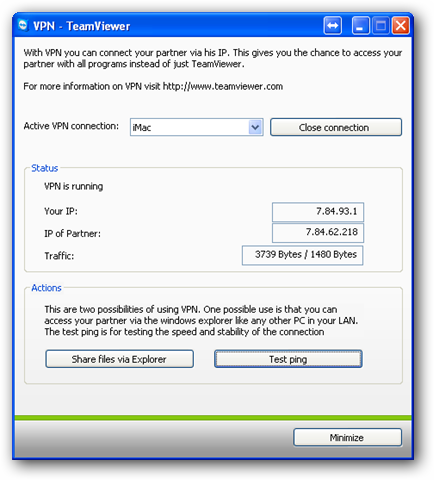 VPN - TeamViewer
With VPN you can connect your partner via his IP. This gives you the chance to access your
partner with all programs instead of just TeamViewer.
For more information on VPN visit http://www.teamviewer.com
Active VPN connection: iMac Close connection
Status
VPN is running
Your IP: 7.84.93.1
IP of Partner: 7.84.62.218
Traffic: 3739 Bytes / 1480 Bytes
Actions
This are two possibilities of using VPN. One possible use is that you can
access your partner via the windows explorer like any other PC in your LAN.
The test ping is for testing the speed and stability of the connection
Share files via Explorer Test ping
Minimize